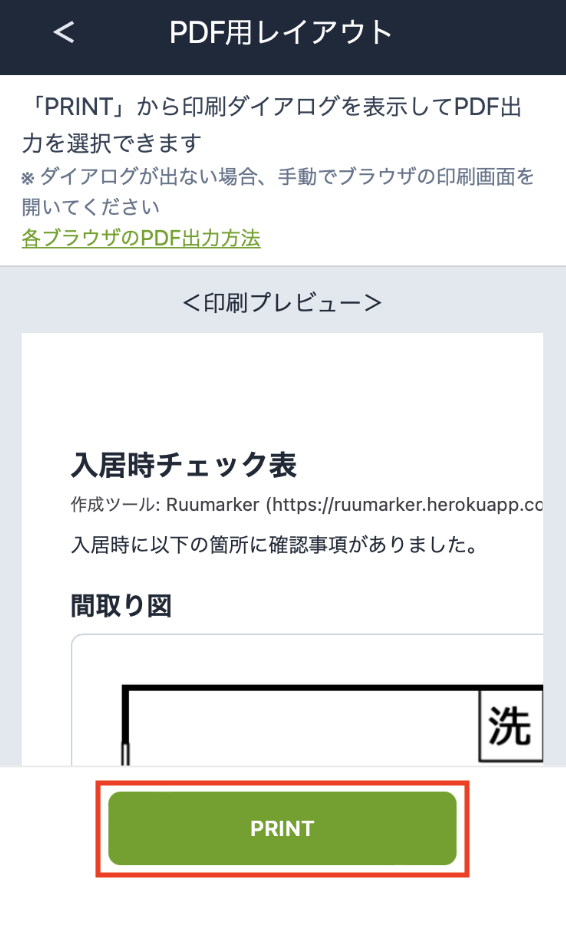 <
PDF用レイアウト
「PRINT」から印刷ダイアログを表示してPDF出
力を選択できます
※ ダイアログが出ない場合、手動でブラウザの印刷画面を
開いてください
各ブラウザのPDF出力方法
＜印刷プレビュー＞
入居時チェック表
作成ツール: Ruumarker (https://ruumarker.herokuapp.co
入居時に以下の箇所に確認事項がありました。
間取り図
洗
PRINT